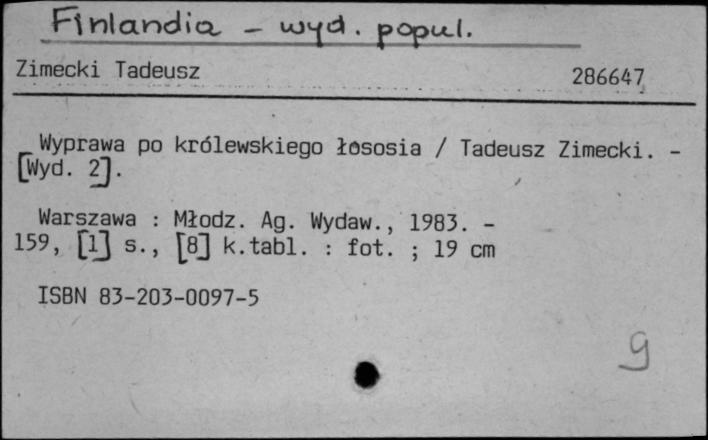 Finlandia - wyd. popul.
Zimecki Tadeusz 286647
Wyprawa po królewskiego łososia / Tadeusz Zimecki. -
[Wyd. 2].
Warszawa : Młodz. Ag. Wydaw., 1983. -
159, [1] s., [8] k.tabl. : fot. ; 19 cm
ISBN 83-203-0097-5
9